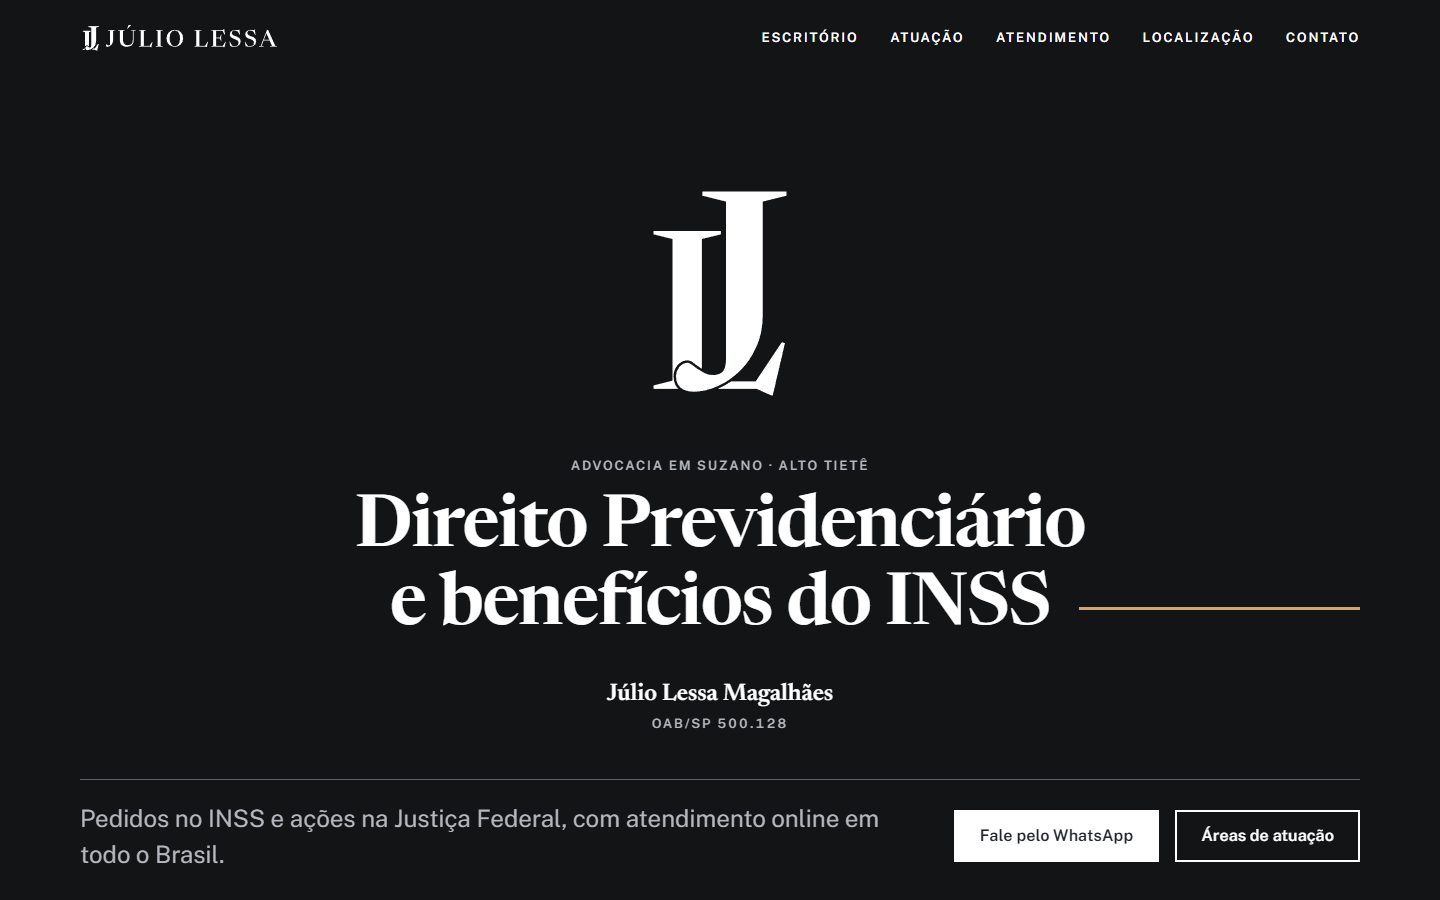 JL JÚLIO LESSA
ESCRITÓRIO ATUAÇÃO ATENDIMENTO LOCALIZAÇÃO CONTATO
JL
ADVOCACIA EM SUZANO · ALTO TIETÊ
Direito Previdenciário
e benefícios do INSS
Júlio Lessa Magalhães
OAB/SP 500.128
Pedidos no INSS e ações na Justiça Federal, com atendimento online em
todo o Brasil.
Fale pelo WhatsApp
Áreas de atuação